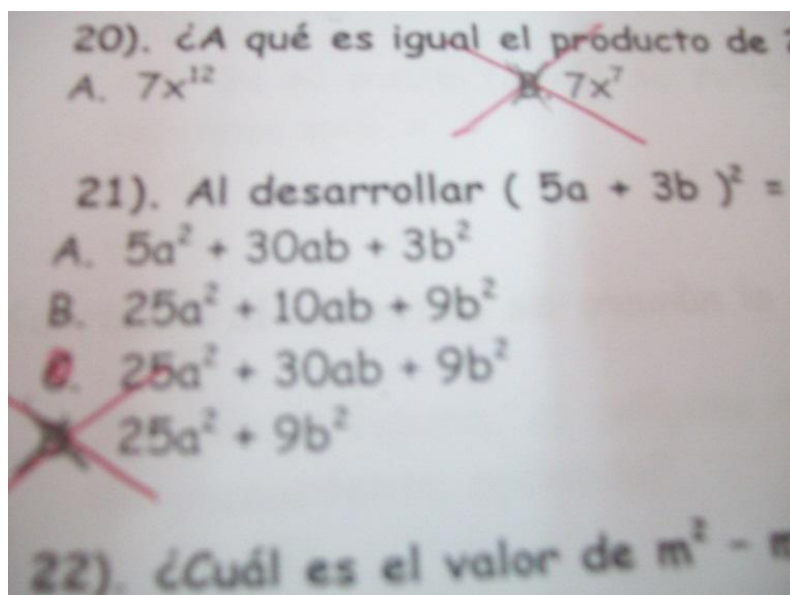 20). ¿A qué es igual el producto de
A. 7x¹² B. 7x⁷
21). Al desarrollar ( 5a + 3b )² =
A. 5a² + 30ab + 3b²
B. 25a² + 10ab + 9b²
C. 25a² + 30ab + 9b²
25a² + 9b²
22). ¿Cuál es el valor de m² -